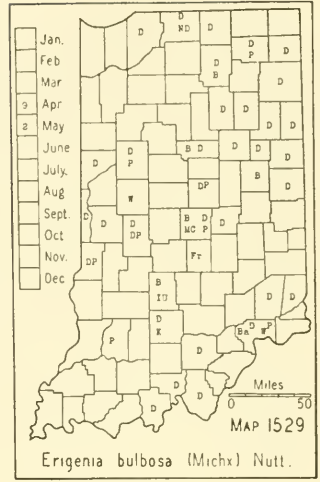 Jan.
Feb
Mar
9 Apr
2 May
June
July.
Aug
Sept.
Oct
Nov.
Dec
D
D
ND
D
D
P
D
D
B
D
D
D
D
D
D
P
B D
D
D
D
B
D
DP
W
D
D
D
DP
B D
MC P
D
Fr
DP
B
IU
D
D
D
K
Ba
D
W
P
P
D
D
D
D
Miles
0 50
MAP 1529
Erigenia bulbosa (Michx) Nutt.